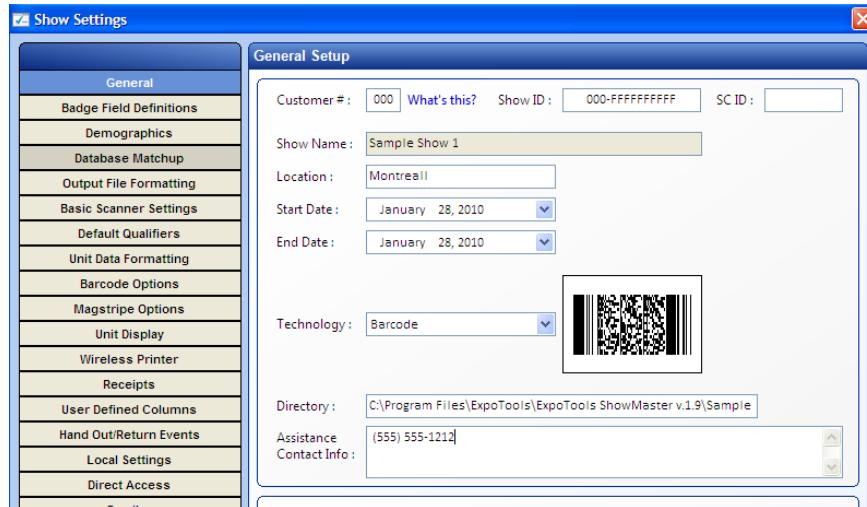 Show Settings
General Setup
General
Badge Field Definitions
Demographics
Database Matchup
Output File Formatting
Basic Scanner Settings
Default Qualifiers
Unit Data Formatting
Barcode Options
Magstripe Options
Unit Display
Wireless Printer
Receipts
User Defined Columns
Hand Out/Return Events
Local Settings
Direct Access
Customer # : 000 What's this? Show ID : 000-FFFFFFFFFF SC ID :
Show Name : Sample Show 1
Location : Montreall
Start Date : January 28, 2010
End Date : January 28, 2010
Technology : Barcode
Directory : C:\Program Files\ExpoTools\ExpoTools ShowMaster v.1.9\Sample
Assistance (555) 555-1212
Contact Info :